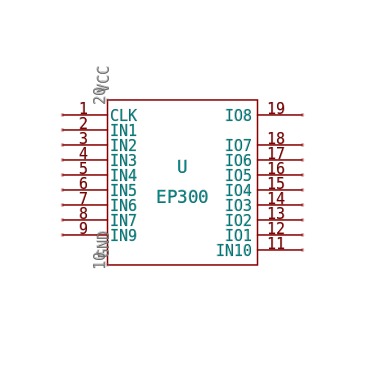 20 VCC
1 CLK IO8 19
2 IN1
3 IN2 IO7 18
4 IN3 IO6 17
5 IN4 IO5 16
6 IN5 IO4 15
7 IN6 IO3 14
8 IN7 IO2 13
9 IN9 IO1 12
IN10 11
U
EP300
10 GND